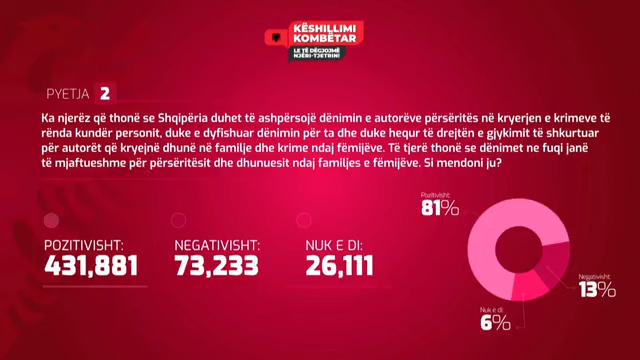 KËSHILLIMI
KOMBËTAR
LE TË DËGJOJMË
NJËRI-TJETRIN!
PYETJA 2
Ka njerëz që thonë se Shqipëria duhet të ashpërsojë dënimin e autorëve përsëritës në kryerjen e krimeve të
rënda kundër personit, duke e dyfishuar dënimin për ta dhe duke hequr të drejtën e gjykimit të shkurtuar
për autorët që kryejnë dhunë në familje dhe krime ndaj fëmijëve. Të tjerë thonë se dënimet ne fuqi janë
të mjaftueshme për përsëritësit dhe dhunuesit ndaj familjes e fëmijëve. Si mendoni ju?
POZITIVISHT:
431,881
NEGATIVISHT:
73,233
NUK E DI:
26,111
Pozitivisht:
81%
Negativisht:
13%
Nuk e di:
6%